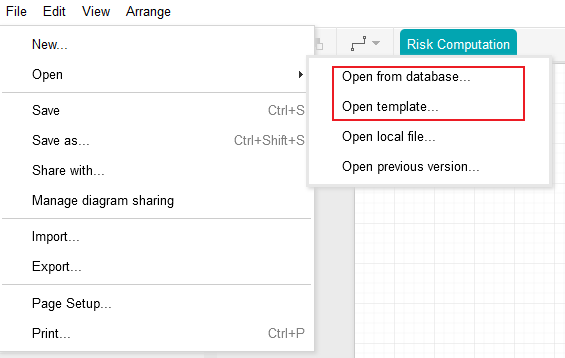 File Edit View Arrange
New...
Risk Computation
Open
Open from database...
Open template...
Open local file...
Open previous version...
Save Ctrl+S
Save as... Ctrl+Shift+S
Share with...
Manage diagram sharing
Import...
Export...
Page Setup...
Print... Ctrl+P